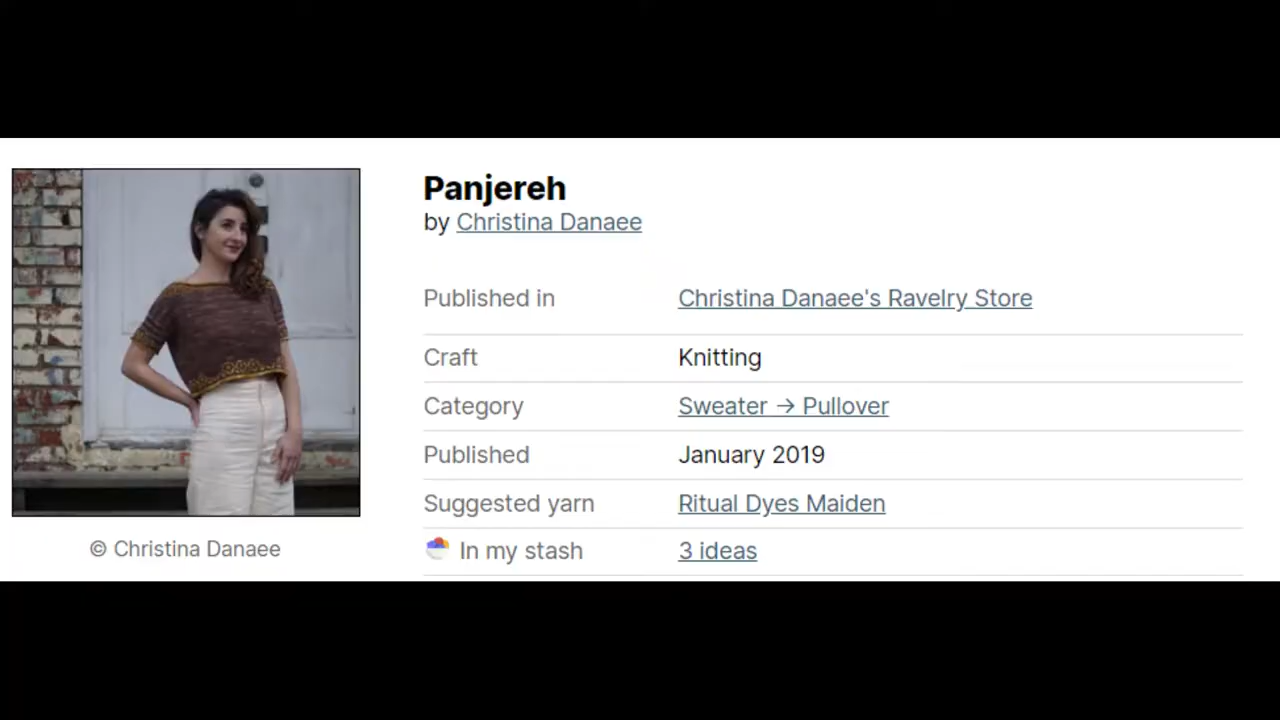 Panjereh
by Christina Danaee
Published in Christina Danaee's Ravelry Store
Craft Knitting
Category Sweater → Pullover
Published January 2019
Suggested yarn Ritual Dyes Maiden
In my stash 3 ideas
© Christina Danaee